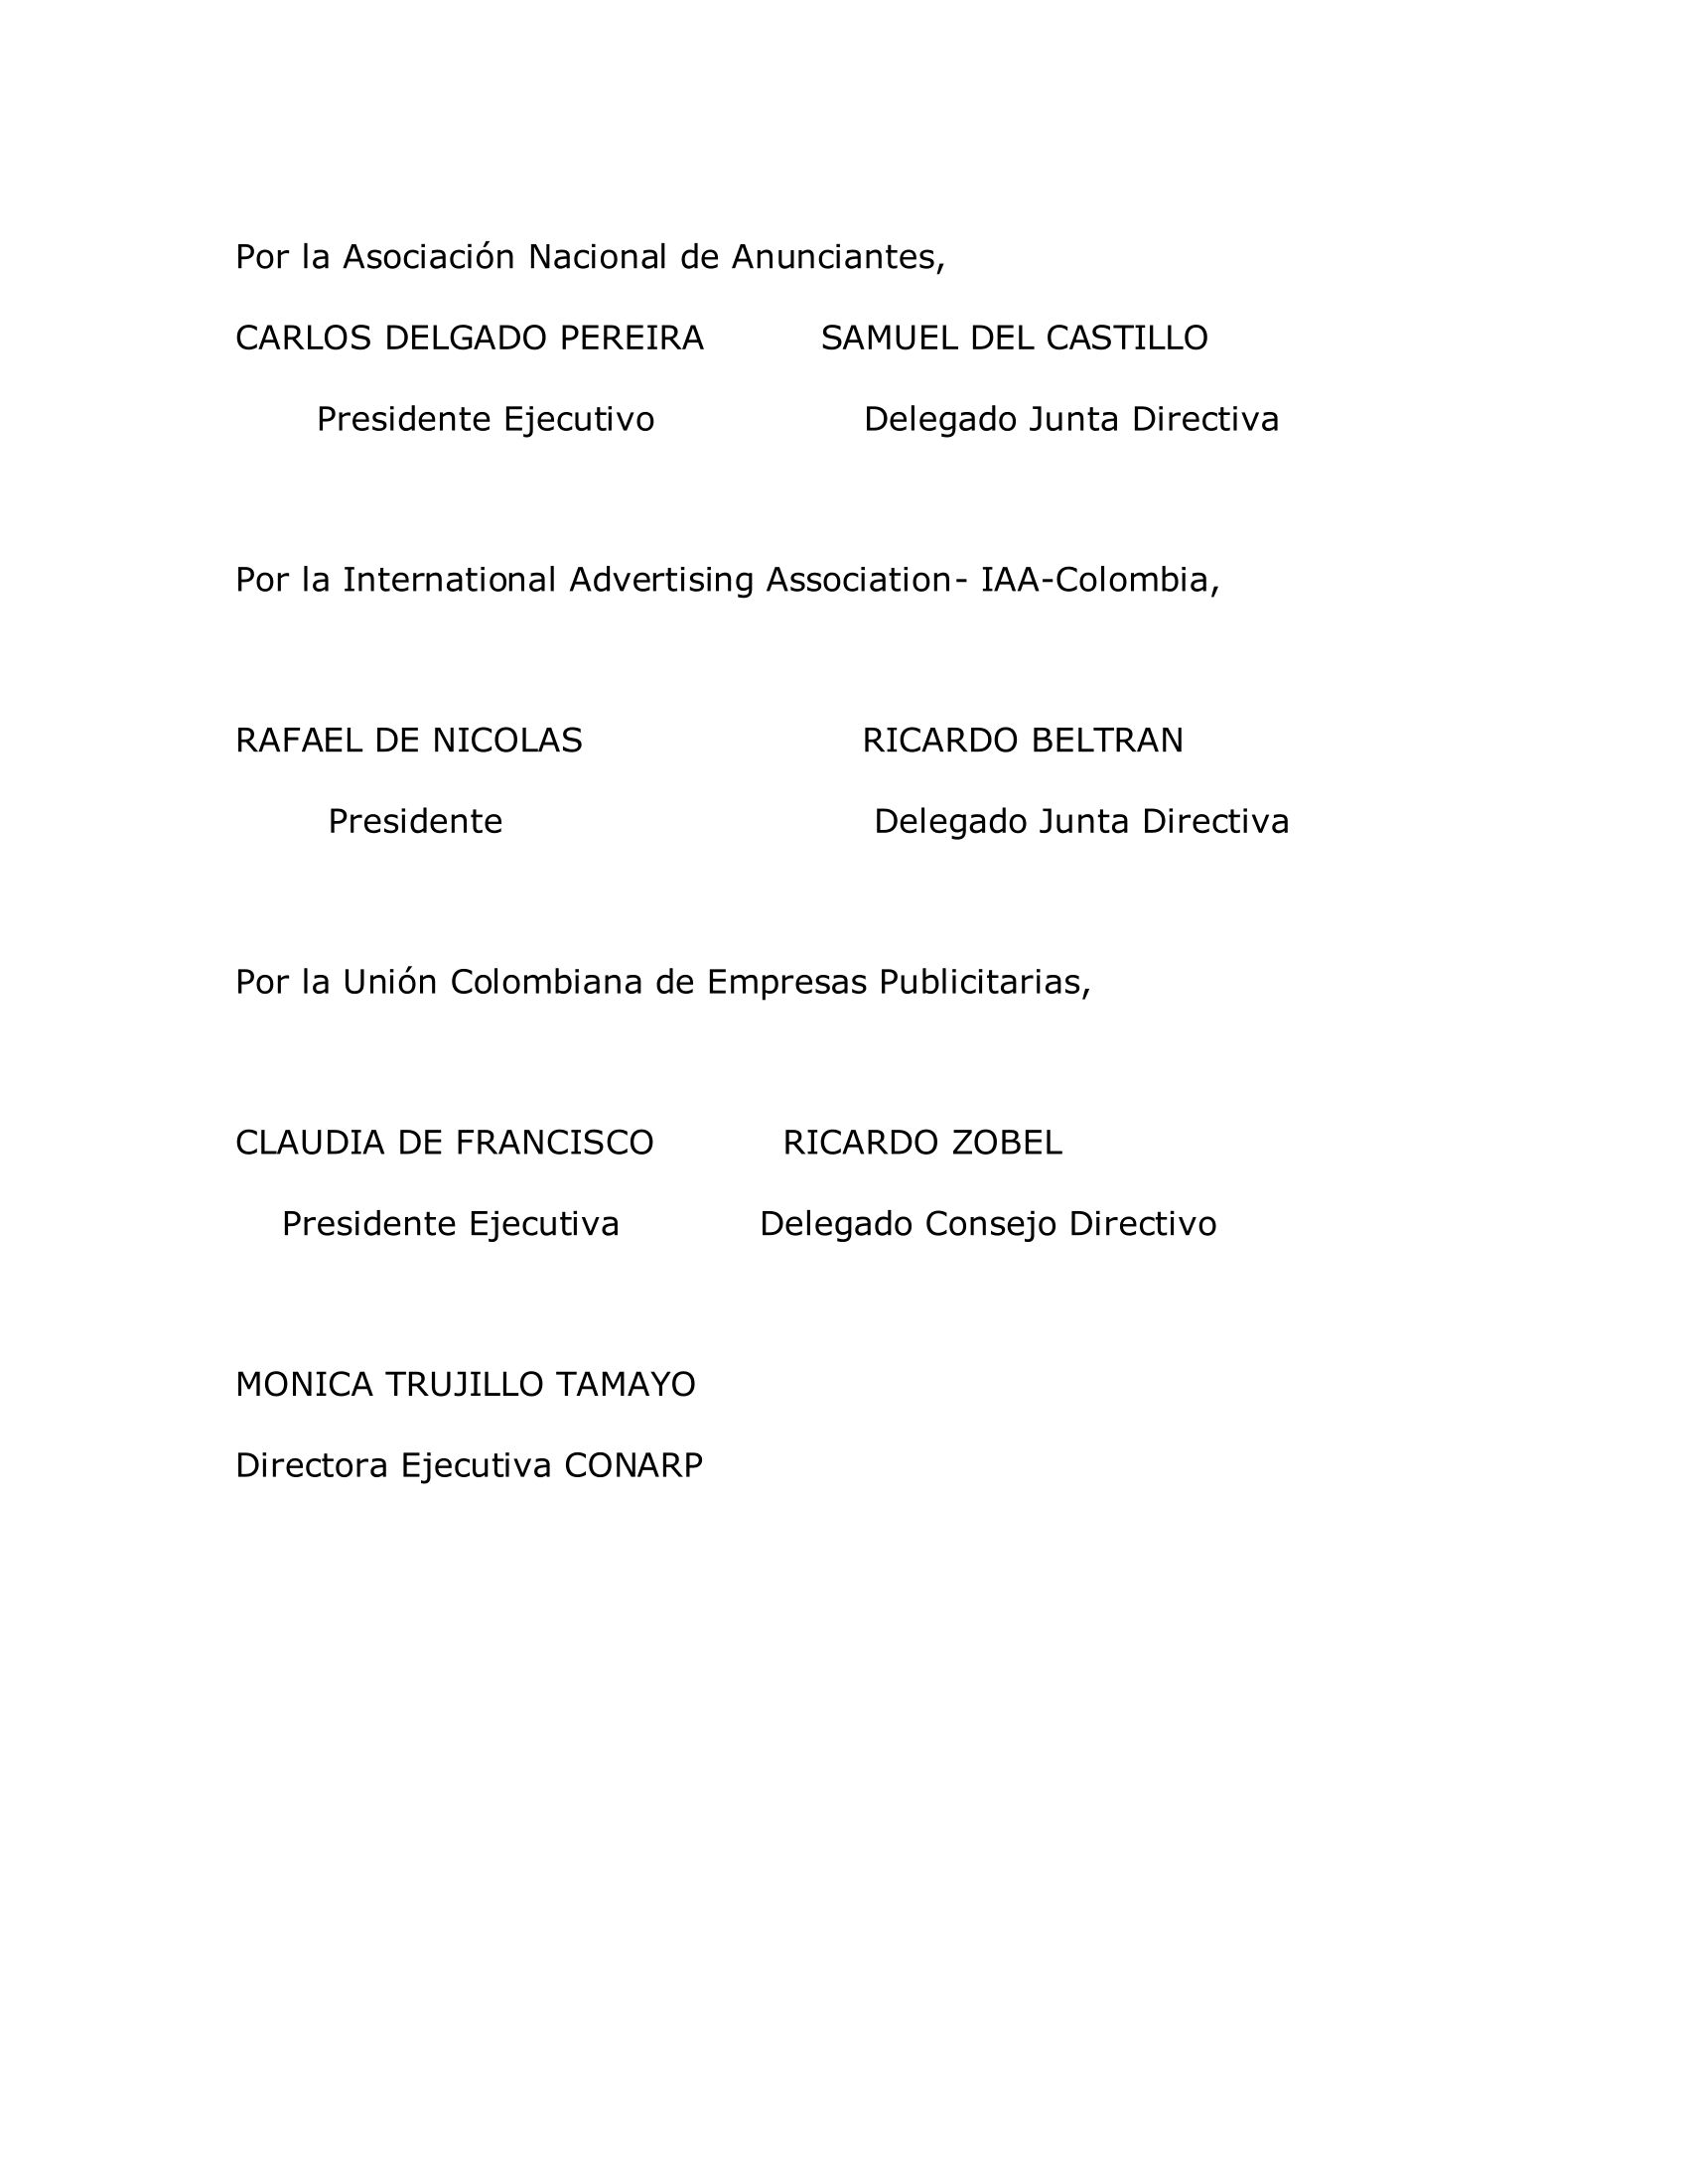 Por la Asociación Nacional de Anunciantes,
CARLOS DELGADO PEREIRA SAMUEL DEL CASTILLO
Presidente Ejecutivo Delegado Junta Directiva
Por la International Advertising Association- IAA-Colombia,
RAFAEL DE NICOLAS RICARDO BELTRAN
Presidente Delegado Junta Directiva
Por la Unión Colombiana de Empresas Publicitarias,
CLAUDIA DE FRANCISCO RICARDO ZOBEL
Presidente Ejecutiva Delegado Consejo Directivo
MONICA TRUJILLO TAMAYO
Directora Ejecutiva CONARP